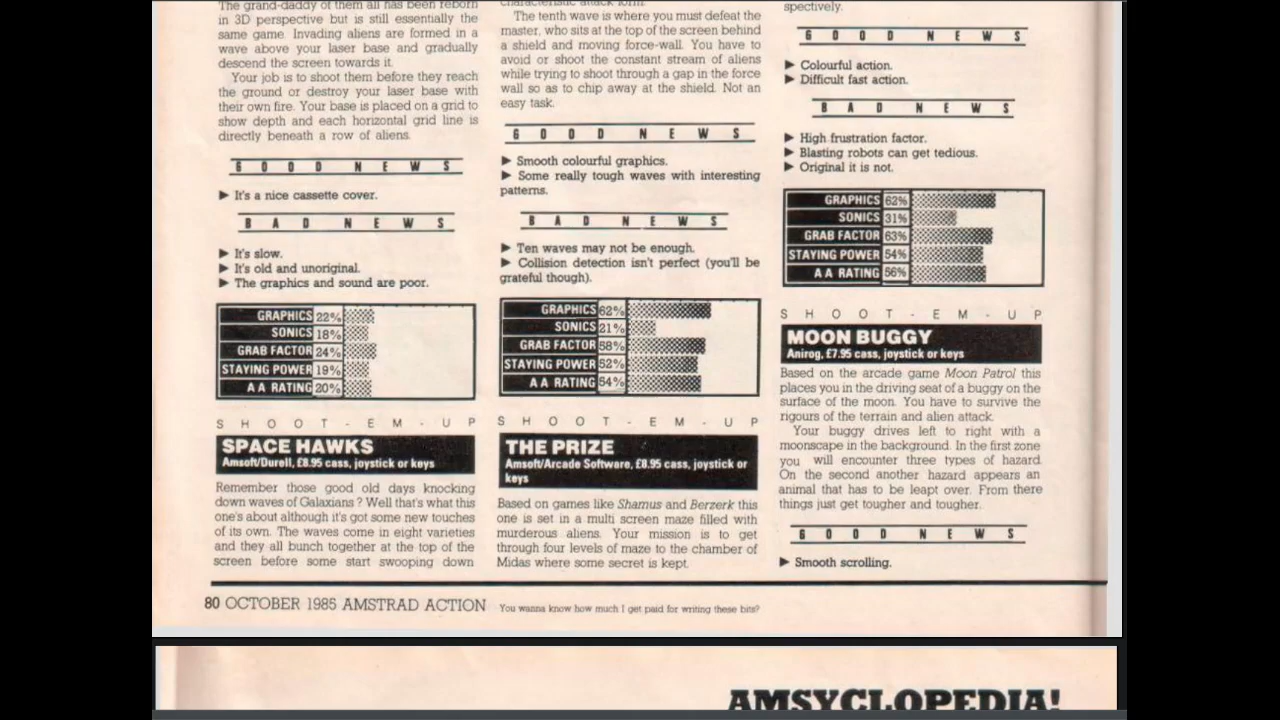 The grand-daddy of them all has been reborn
in 3D perspective but is still essentially the
same game. Invading aliens are formed in a
wave above your laser base and gradually
descend the screen towards it.
Your job is to shoot them before they reach
the ground or destroy your laser base with
their own fire. Your base is placed on a grid to
show depth and each horizontal grid line is
directly beneath a row of aliens.
GOOD NEWS
▶ It's a nice cassette cover.
BAD NEWS
▶ It's slow.
▶ It's old and unoriginal.
▶ The graphics and sound are poor.
GRAPHICS 22%
SONICS 18%
GRAB FACTOR 24%
STAYING POWER 19%
A A RATING 20%
SHOOT-EM-UP
SPACE HAWKS
Amsoft/Durell, £8.95 cass, joystick or keys
Remember those good old days knocking
down waves of Galaxians ? Well that's what this
one's about although it's got some new touches
of its own. The waves come in eight varieties
and they all bunch together at the top of the
screen before some start swooping down
characteristic attack form.
The tenth wave is where you must defeat the
master, who sits at the top of the screen behind
a shield and moving force-wall. You have to
avoid or shoot the constant stream of aliens
while trying to shoot through a gap in the force
wall so as to chip away at the shield. Not an
easy task.
GOOD NEWS
▶ Smooth colourful graphics.
▶ Some really tough waves with interesting
patterns.
BAD NEWS
▶ Ten waves may not be enough.
▶ Collision detection isn't perfect (you'll be
grateful though).
GRAPHICS 62%
SONICS 21%
GRAB FACTOR 58%
STAYING POWER 52%
A A RATING 54%
SHOOT-EM-UP
THE PRIZE
Amsoft/Arcade Software, £8.95 cass, joystick or
keys
Based on games like Shamus and Berzerk this
one is set in a multi screen maze filled with
murderous aliens. Your mission is to get
through four levels of maze to the chamber of
Midas where some secret is kept.
spectively.
GOOD NEWS
▶ Colourful action.
▶ Difficult fast action.
BAD NEWS
▶ High frustration factor.
▶ Blasting robots can get tedious.
▶ Original it is not.
GRAPHICS 62%
SONICS 31%
GRAB FACTOR 63%
STAYING POWER 54%
A A RATING 56%
SHOOT-EM-UP
MOON BUGGY
Anirog, £7.95 cass, joystick or keys
Based on the arcade game Moon Patrol this
places you in the driving seat of a buggy on the
surface of the moon. You have to survive the
rigours of the terrain and alien attack.
Your buggy drives left to right with a
moonscape in the background. In the first zone
you will encounter three types of hazard.
On the second another hazard appears an
animal that has to be leapt over. From there
things just get tougher and tougher.
GOOD NEWS
▶ Smooth scrolling.
80 OCTOBER 1985 AMSTRAD ACTION You wanna know how much I get paid for writing these bits?
AMSYCLOPEDIA!